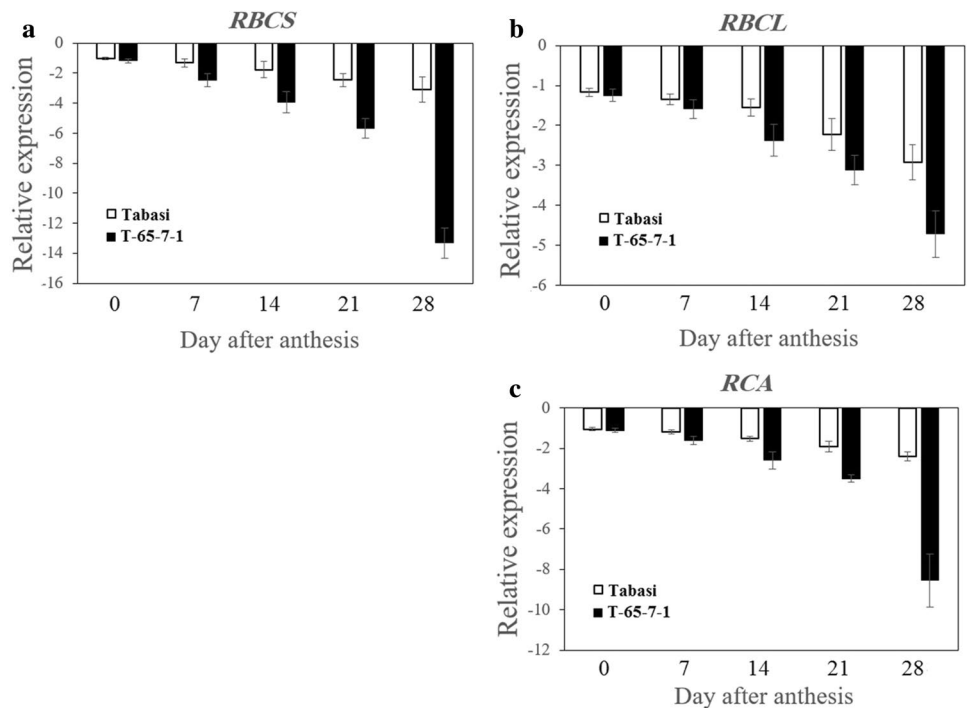 a
RBCS
Relative expression
0
-2
-4
-6
-8
-10
-12
-14
-16
Tabasi
T-65-7-1
0 7 14 21 28
Day after anthesis
b
RBCL
Relative expression
0
-1
-2
-3
-4
-5
-6
Tabasi
T-65-7-1
0 7 14 21 28
Day after anthesis
c
RCA
Relative expression
0
-2
-4
-6
-8
-10
-12
Tabasi
T-65-7-1
0 7 14 21 28
Day after anthesis